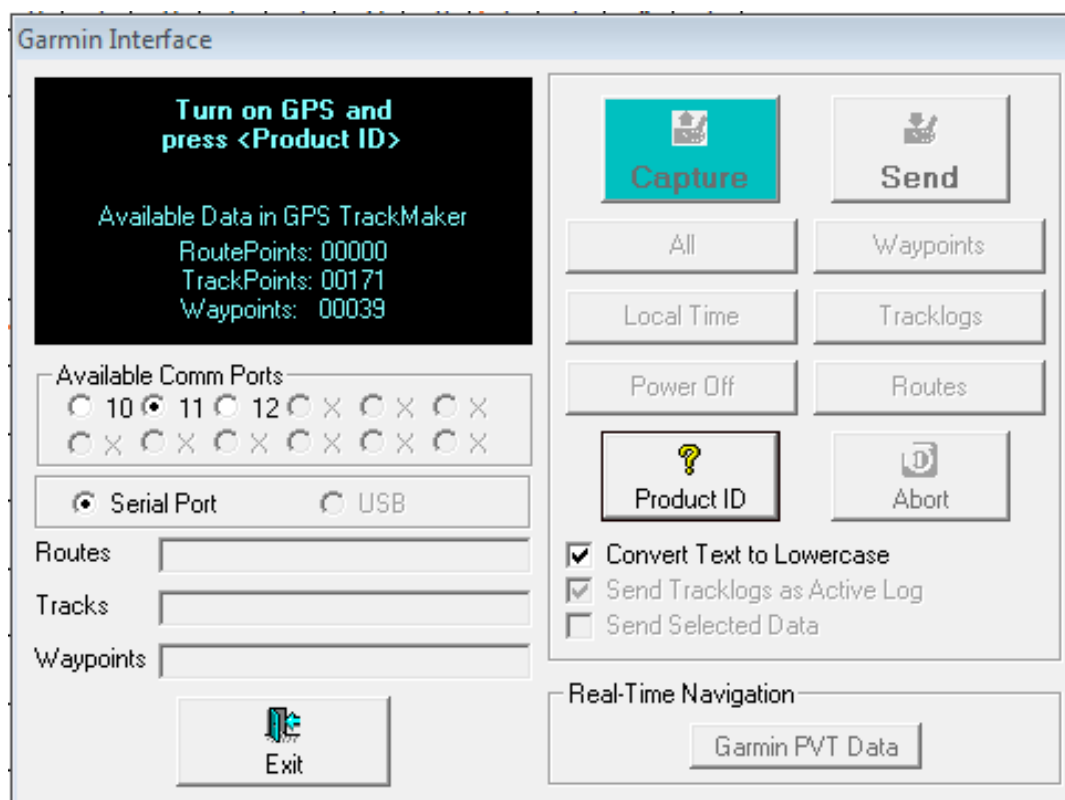 Garmin Interface
Turn on GPS and
press <Product ID>
Available Data in GPS TrackMaker
RoutePoints: 00000
TrackPoints: 00171
Waypoints: 00039
Available Comm Ports
10 11 12 X X X
X X X X X X
Serial Port USB
Routes
Tracks
Waypoints
Exit
Capture Send
All Waypoints
Local Time Tracklogs
Power Off Routes
Product ID Abort
Convert Text to Lowercase
Send Tracklogs as Active Log
Send Selected Data
Real-Time Navigation
Garmin PVT Data